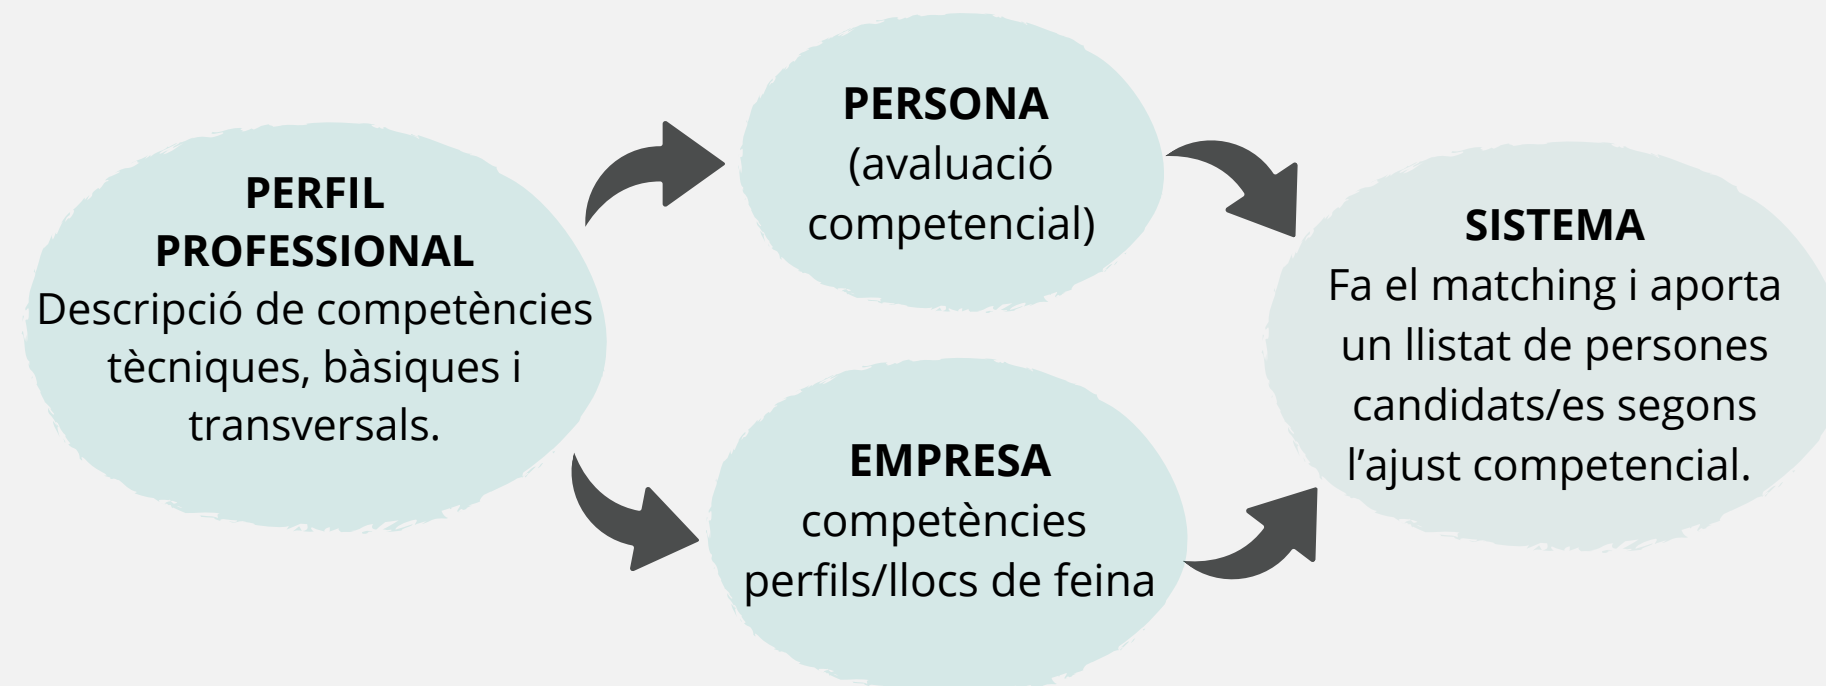 PERFIL
PROFESSIONAL
Descripció de competències
tècniques, bàsiques i
transversals.
PERSONA
(avaluació
competencial)
EMPRESA
competències
perfils/llocs de feina
SISTEMA
Fa el matching i aporta
un llistat de persones
candidats/es segons
l’ajust competencial.